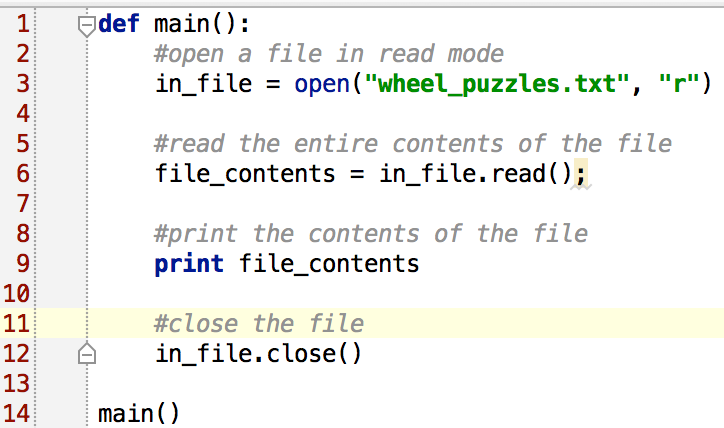 1 def main():
2 #open a file in read mode
3 in_file = open("wheel_puzzles.txt", "r")
4
5 #read the entire contents of the file
6 file_contents = in_file.read();
7
8 #print the contents of the file
9 print file_contents
10
11 #close the file
12 in_file.close()
13
14 main()